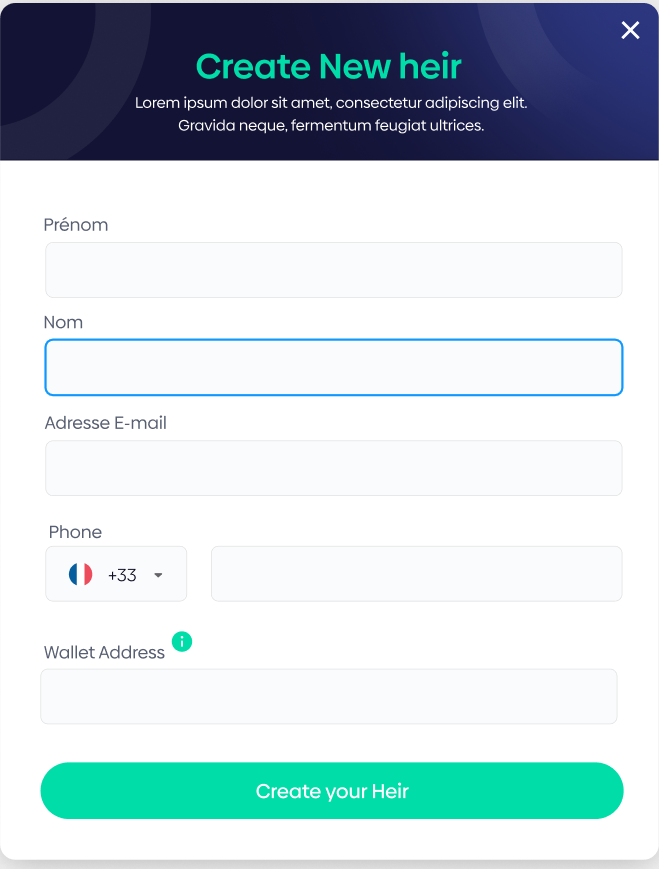 Create New heir
Lorem ipsum dolor sit amet, consectetur adipiscing elit.
Gravida neque, fermentum feugiat ultrices.
Prénom
Nom
Adresse E-mail
Phone
+33
Wallet Address
Create your Heir